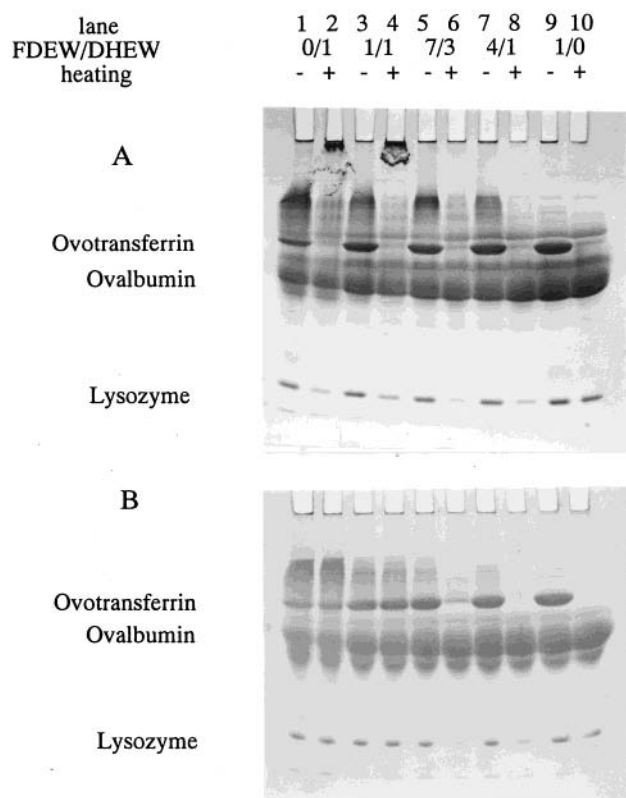 lane 1 2 3 4 5 6 7 8 9 10
FDEW/DHEW 0/1 1/1 7/3 4/1 1/0
heating - + - + - + - + - +
A
Ovotransferrin
Ovalbumin
Lysozyme
B
Ovotransferrin
Ovalbumin
Lysozyme